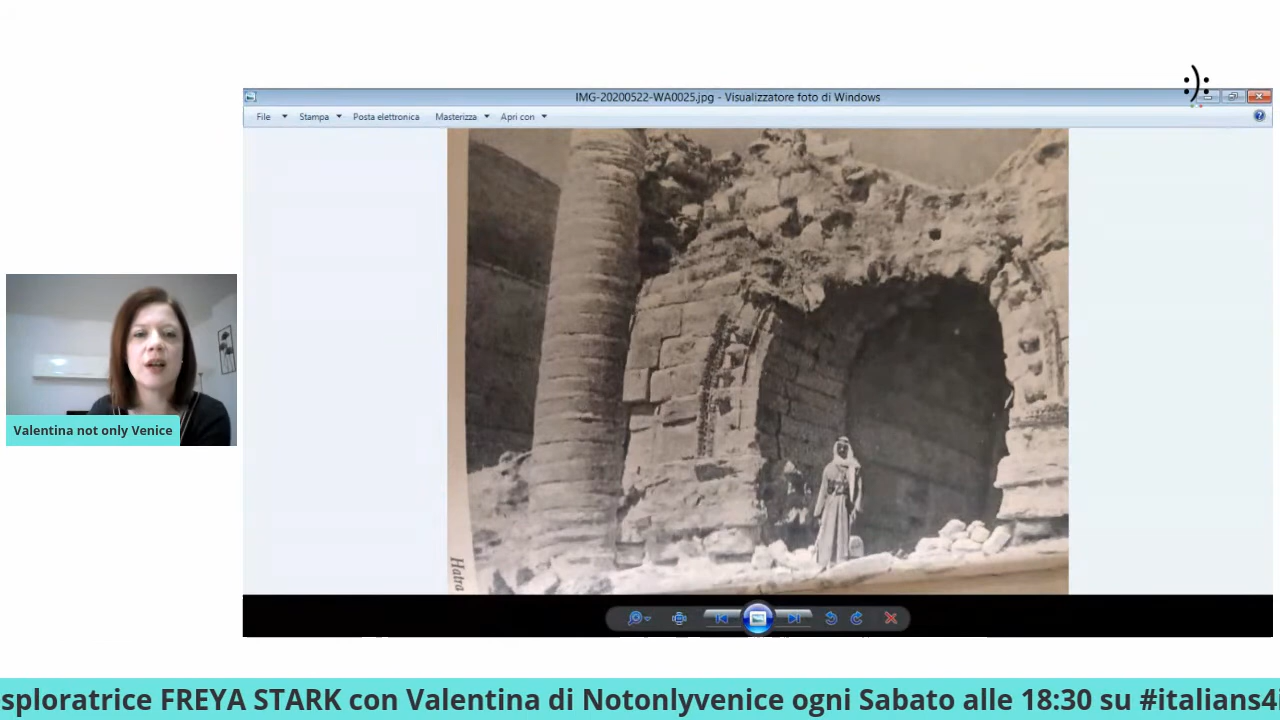 IMG-20200522-WA0025.jpg - Visualizzatore foto di Windows
File Stampa Posta elettronica Masterizza Apri con
Hatra
Valentina not only Venice
sploratrice FREYA STARK con Valentina di Notonlyvenice ogni Sabato alle 18:30 su #italians4i